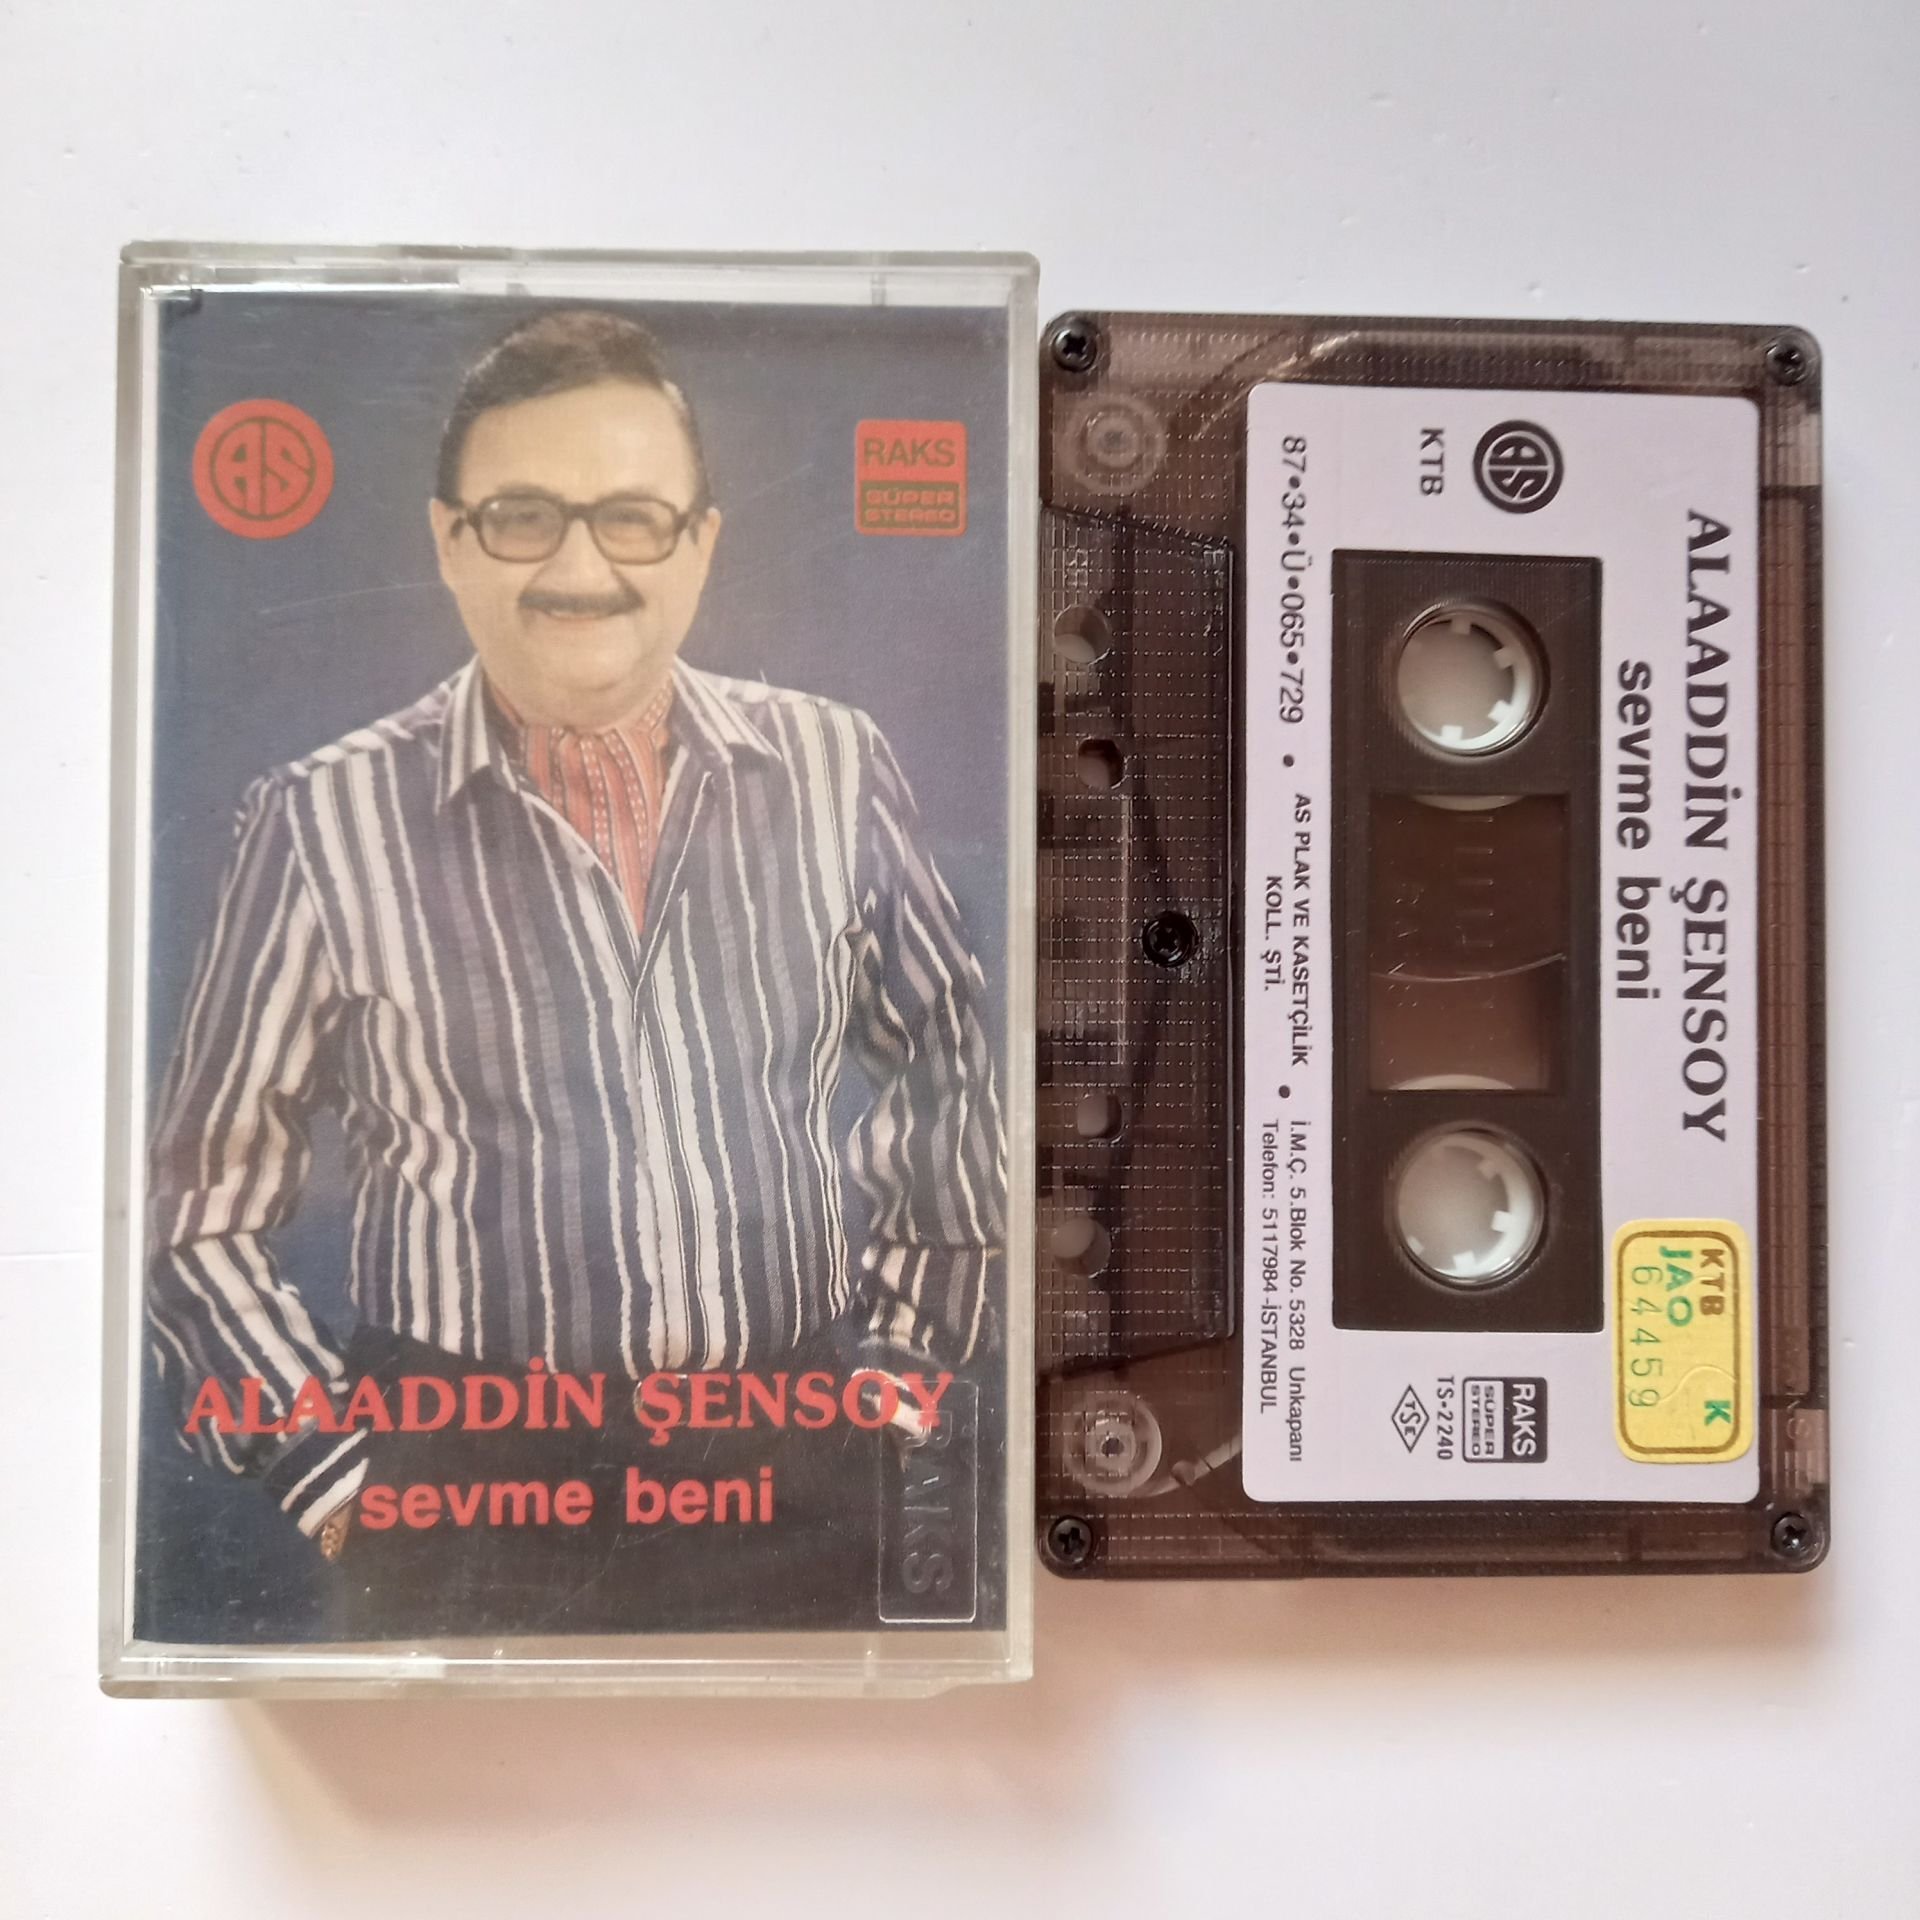 AS
RAKS
SÜPER
STEREO
ALAADDİN ŞENSOY
sevme beni
RAKS
ALAADDİN ŞENSOY
sevme beni
AS
KTB
KTB
JAO K
64459
RAKS
SÜPER
STEREO
TS•2240
TSE
87•34•Ü•065•729 • AS PLAK VE KASETÇİLİK • İ.M.Ç. 5.Blok No. 5328 Unkapanı
KOLL. ŞTİ. Telefon: 5117984-İSTANBUL